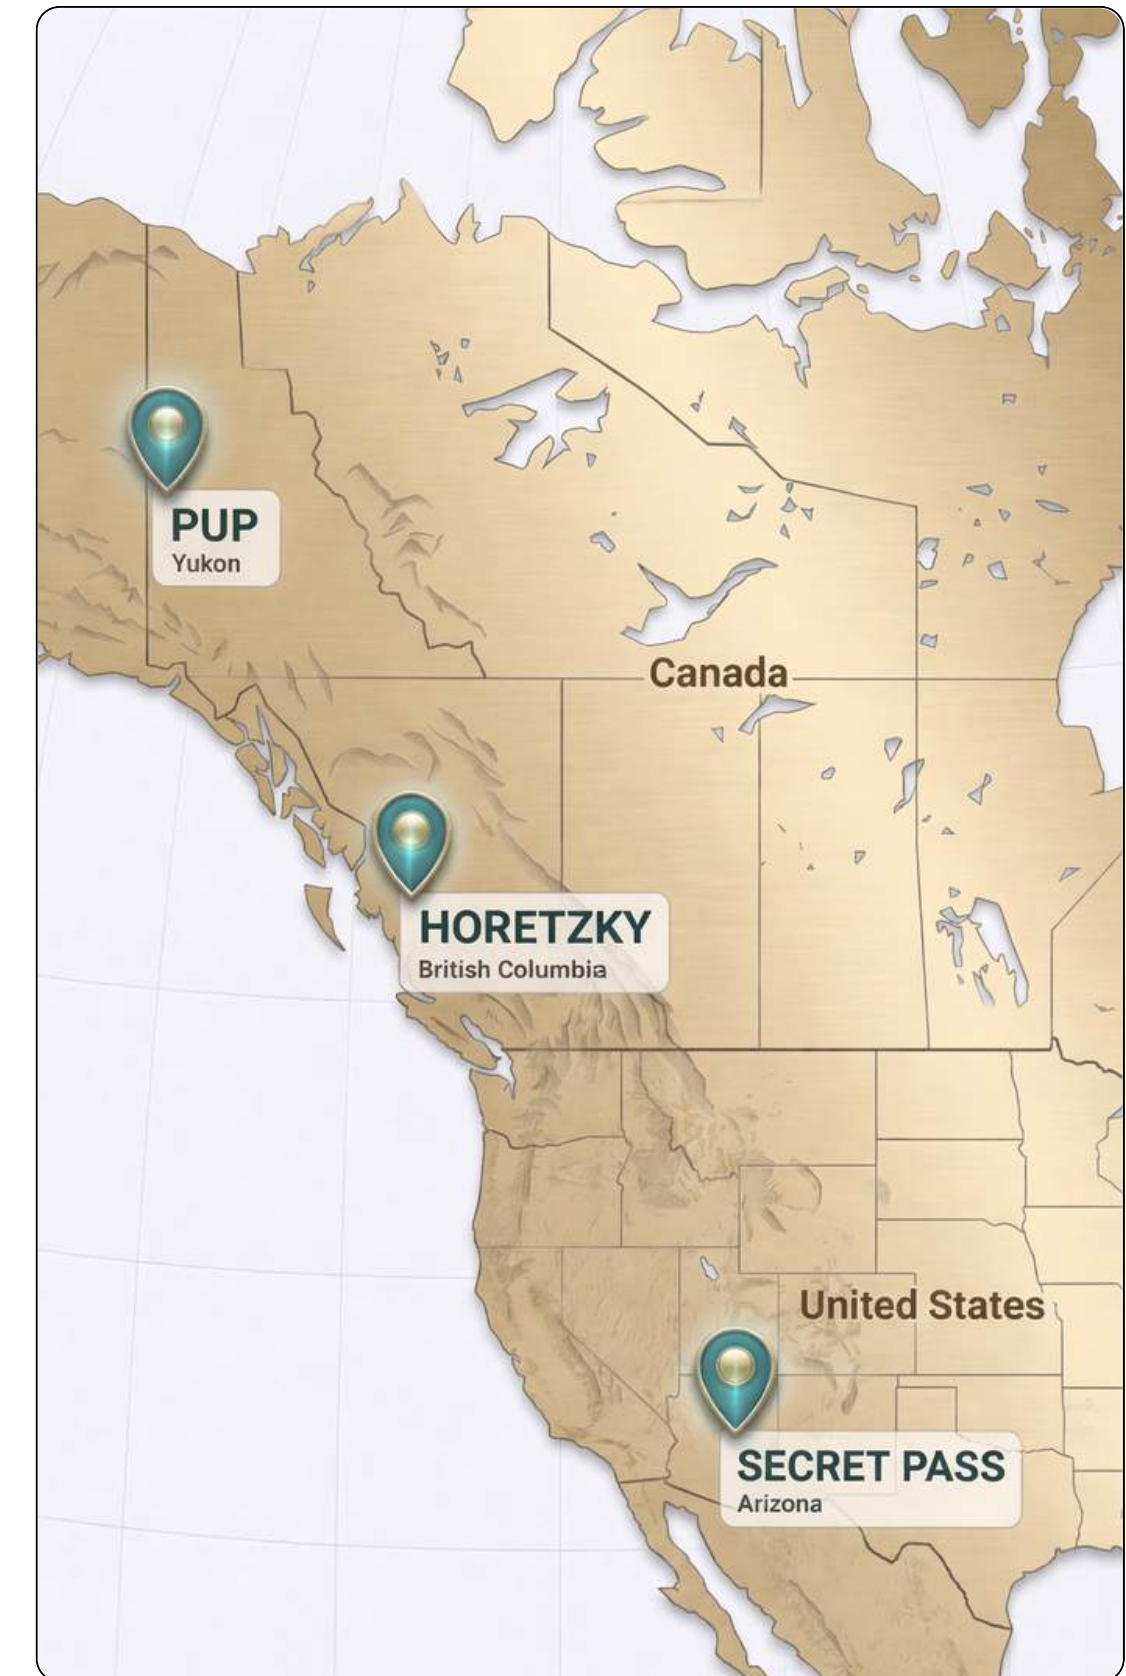 PUP
Yukon
Canada
HORETZKY
British Columbia
United States
SECRET PASS
Arizona